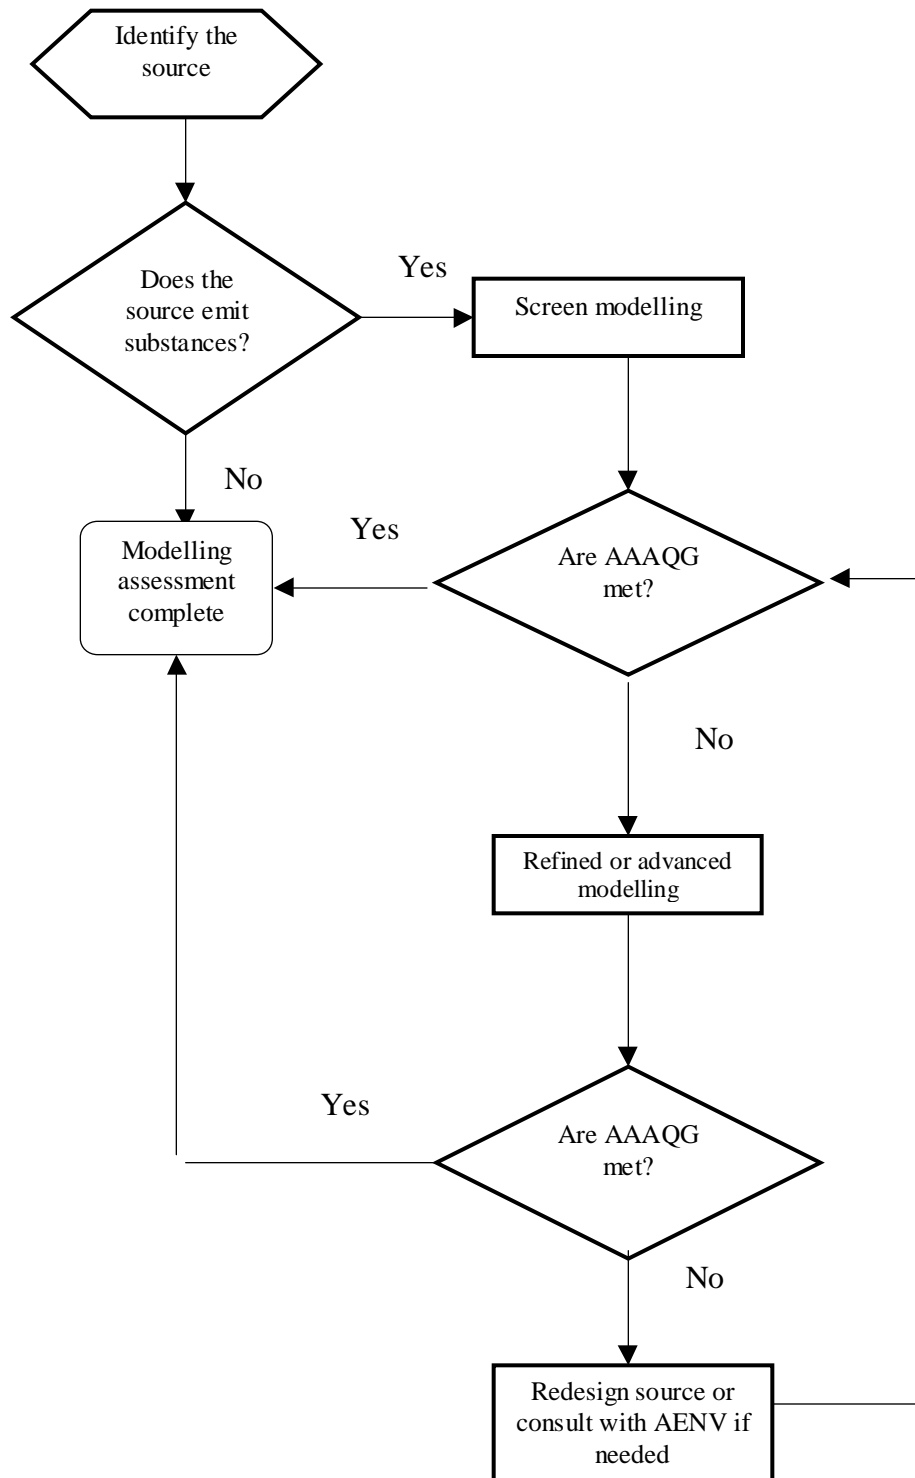 Identify the
source
Does the
source emit
substances?
Yes
Screen modelling
No
Modelling
assessment
complete
Yes
Are AAAQG
met?
No
Refined or advanced
modelling
Yes
Are AAAQG
met?
No
Redesign source or
consult with AENV if
needed